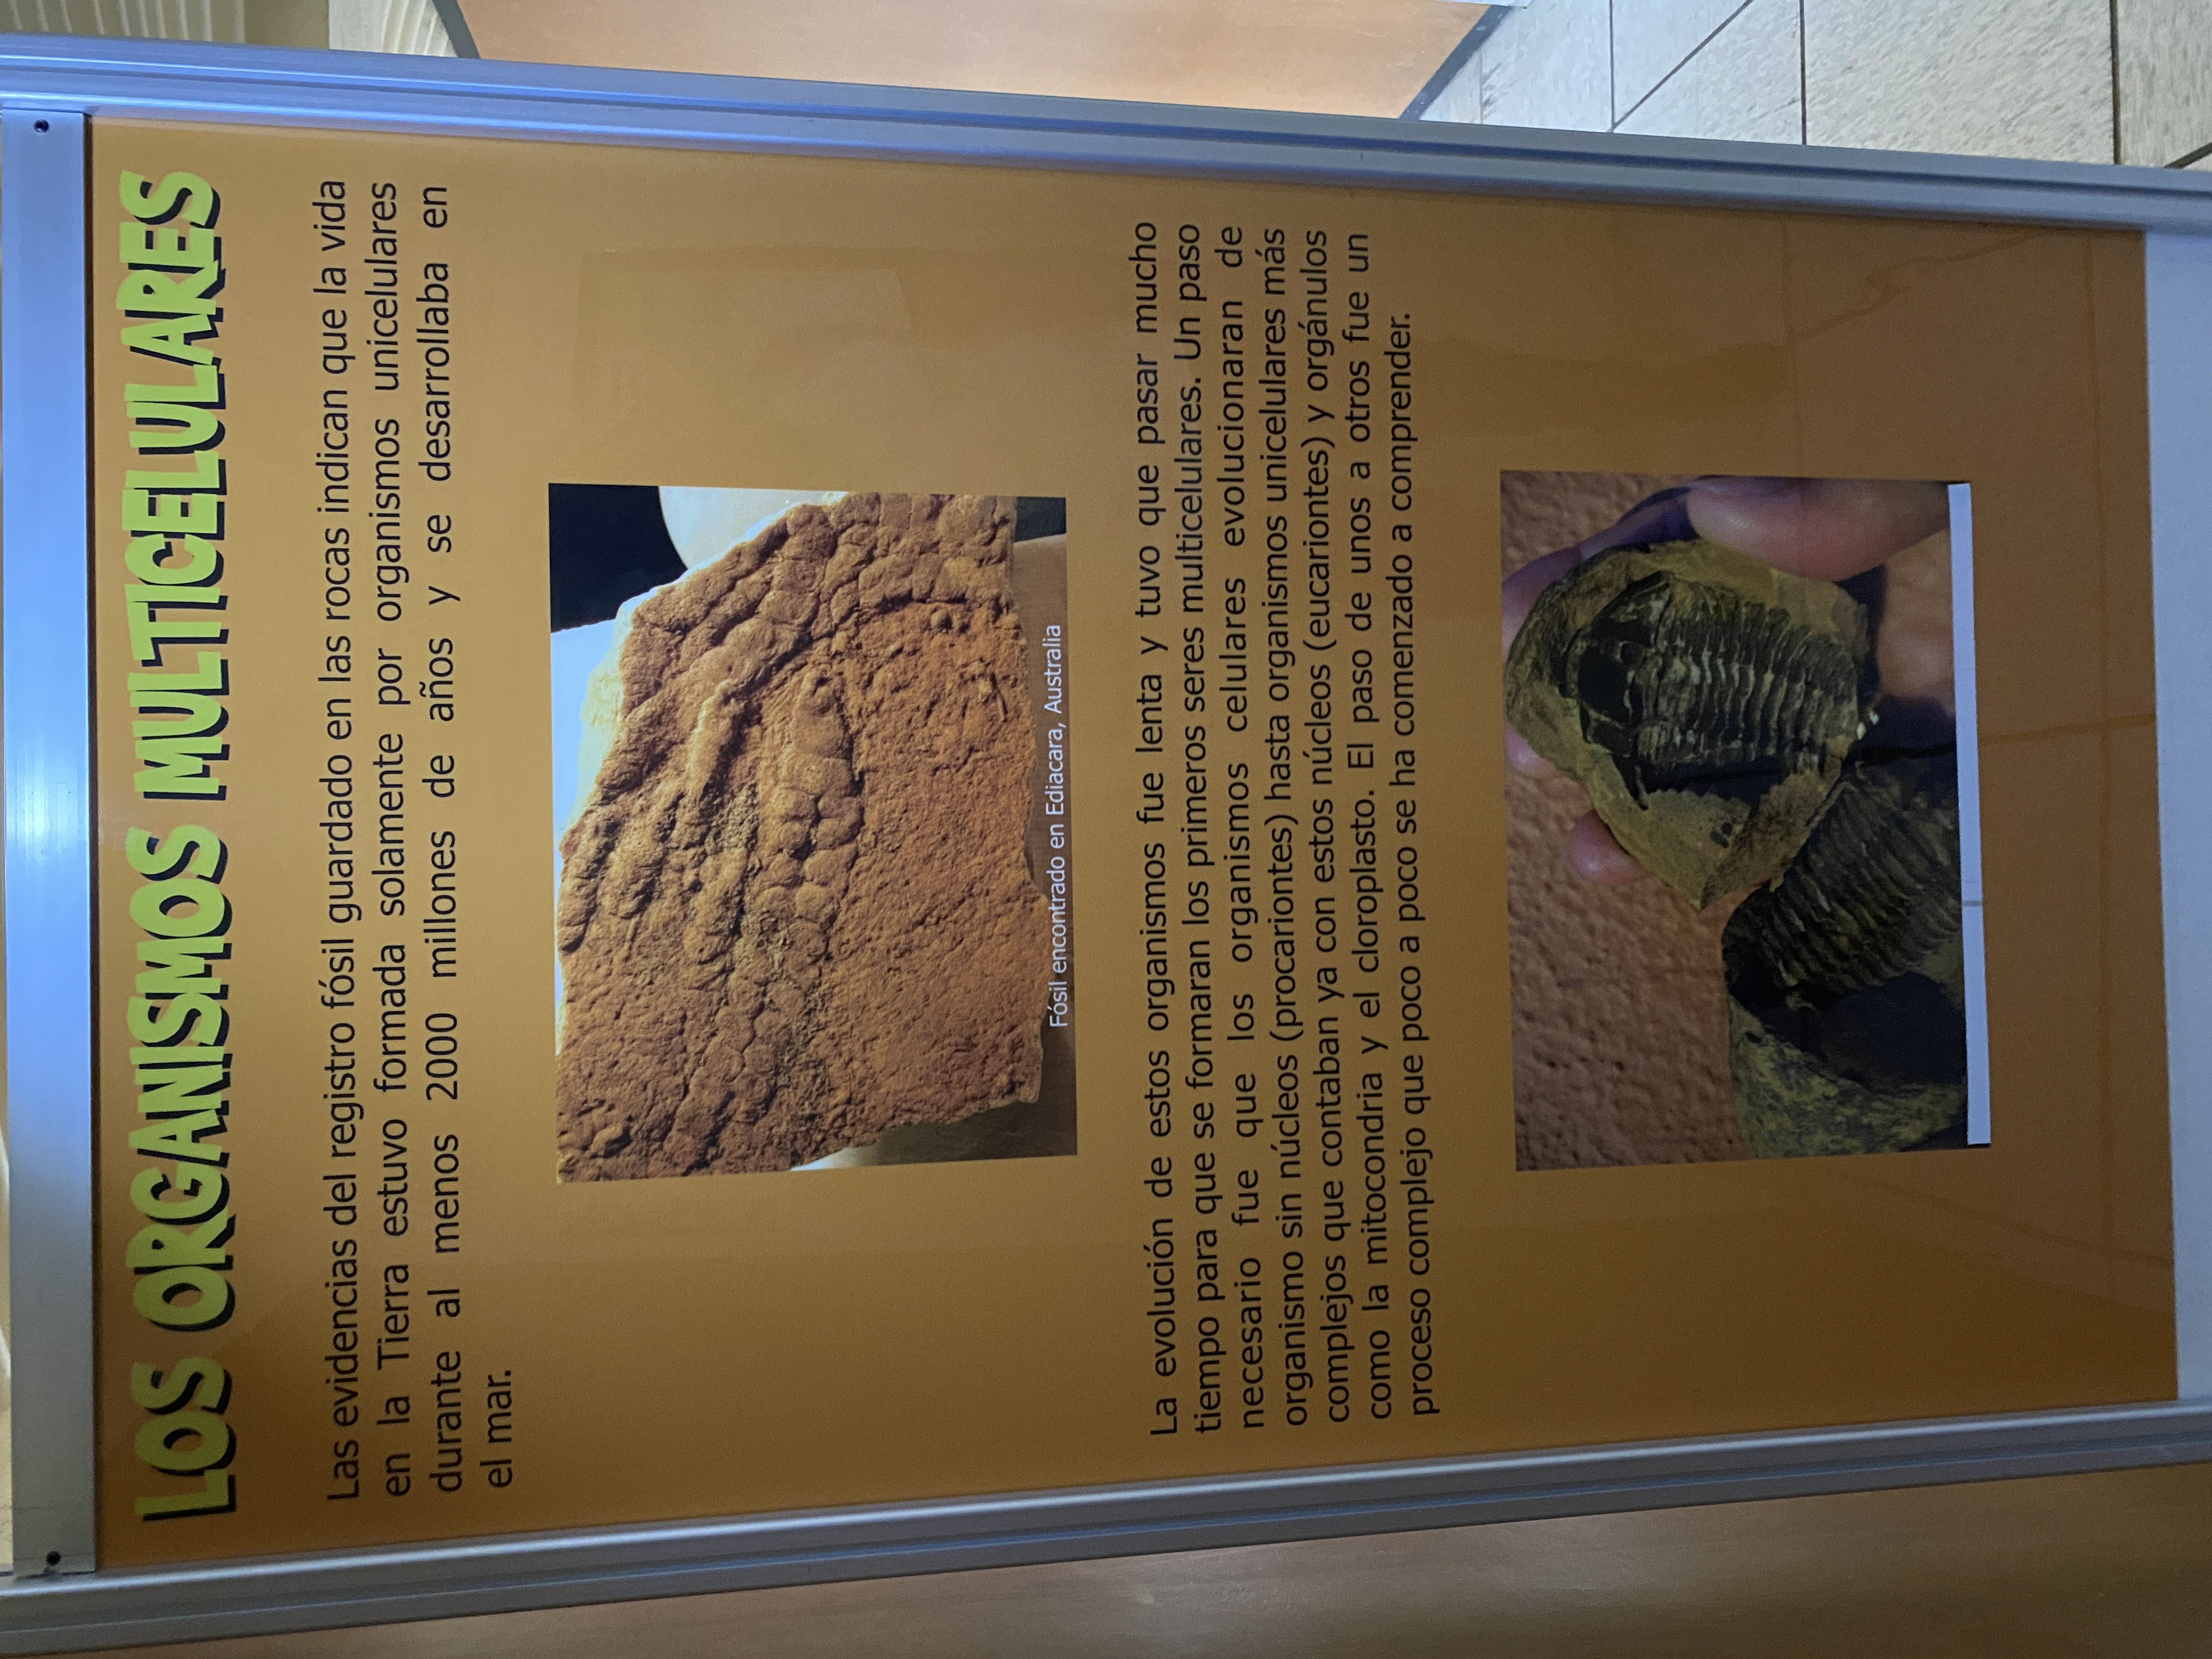 LOS ORGANISMOS MULTICELULARES
Las evidencias del registro fósil guardado en las rocas indican que la vida
en la Tierra estuvo formada solamente por organismos unicelulares
durante al menos 2000 millones de años y se desarrollaba en
el mar.
Fósil encontrado en Ediacara, Australia
La evolución de estos organismos fue lenta y tuvo que pasar mucho
tiempo para que se formaran los primeros seres multicelulares. Un paso
necesario fue que los organismos celulares evolucionaran de
organismo sin núcleos (procariontes) hasta organismos unicelulares más
complejos que contaban ya con estos núcleos (eucariontes) y orgánulos
como la mitocondria y el cloroplasto. El paso de unos a otros fue un
proceso complejo que poco a poco se ha comenzado a comprender.